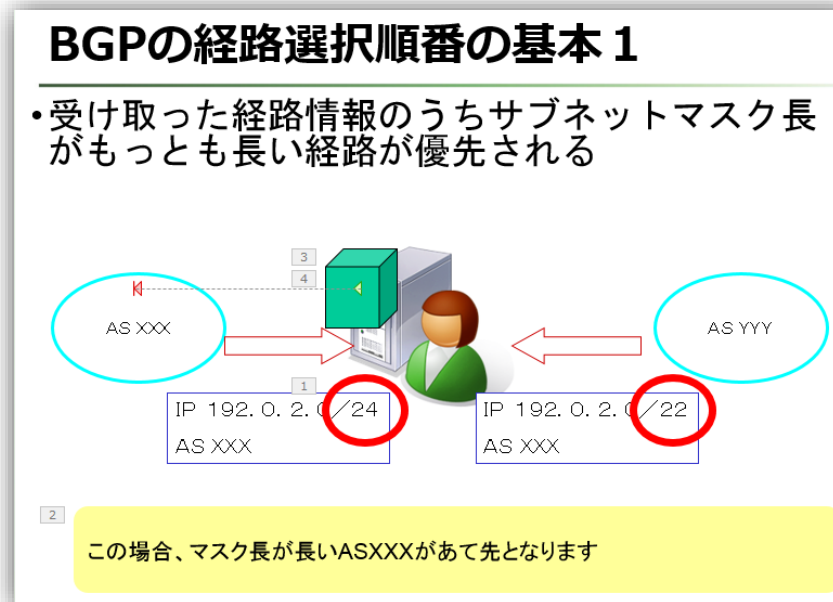 BGPの経路選択順番の基本１
•受け取った経路情報のうちサブネットマスク長
がもっとも長い経路が優先される
3
4
AS XXX
AS YYY
1
IP 192. 0. 2. 0／24
AS XXX
IP 192. 0. 2. 0／22
AS XXX
2
この場合、マスク長が長いASXXXがあて先となります